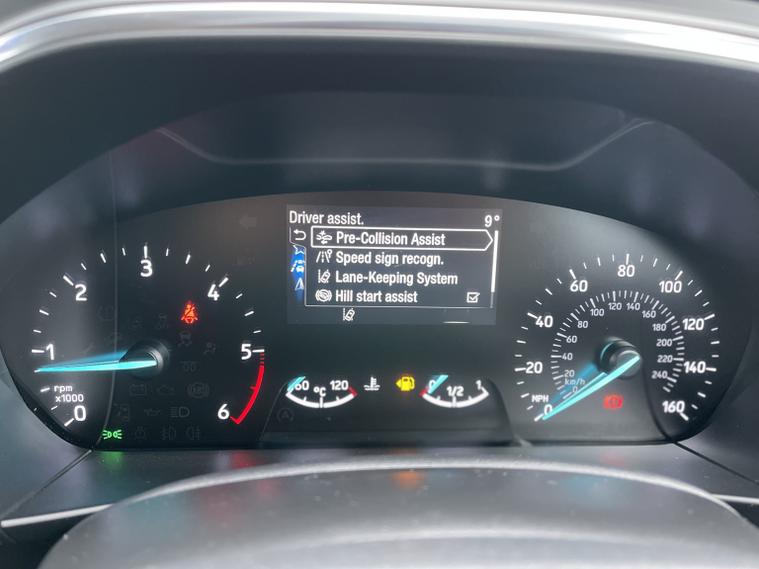 Driver assist. 9°
Pre-Collision Assist
Speed sign recogn.
Lane-Keeping System
Hill start assist
0 1 2 3 4 5 6
rpm
x1000
60 °C 120
0 1/2 1
0 20 40 60 80 100 120 140 160
MPH
0 20 40 60 80 100 120 140 160 180 200 220 240
km/h